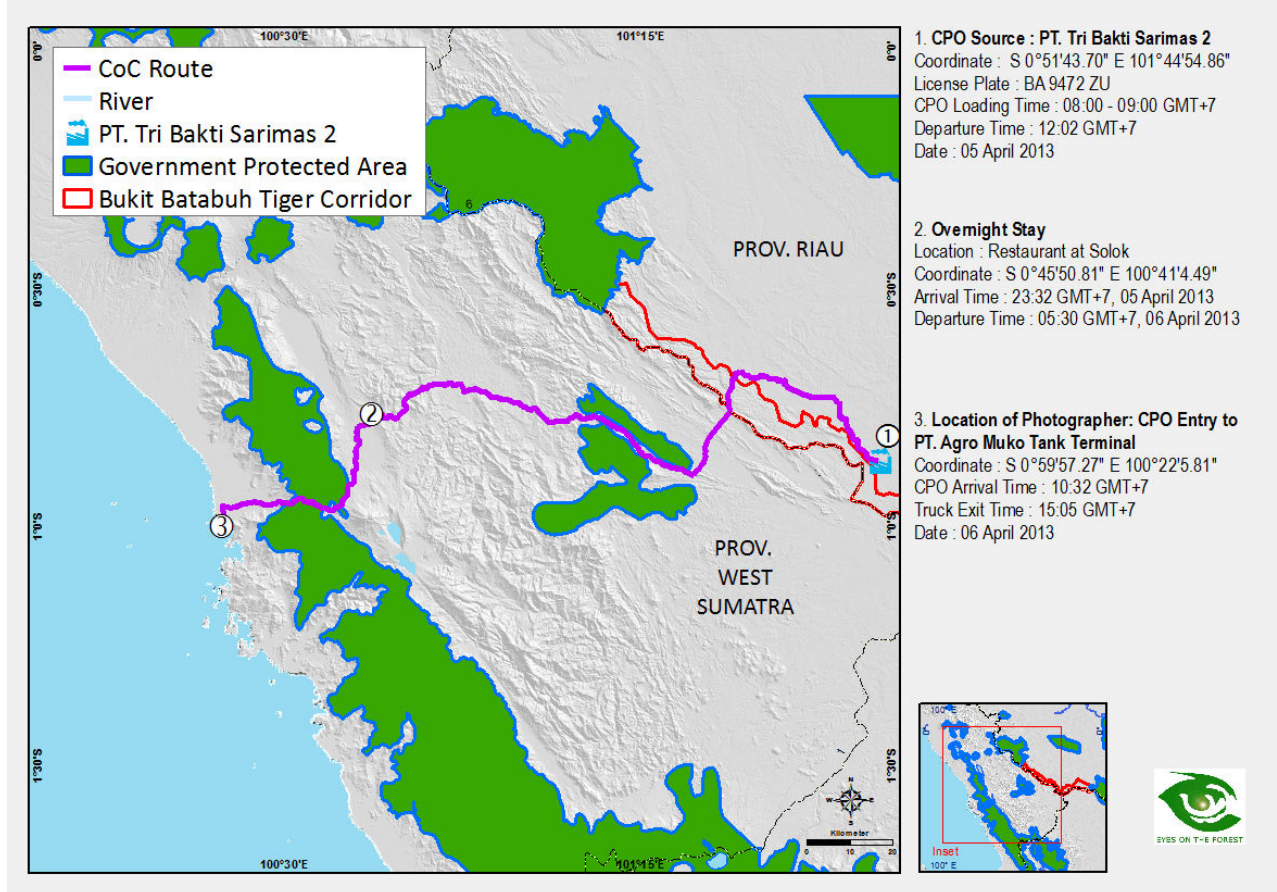 100°30'E
101°15'E
0°0'
0°0'
CoC Route
River
PT. Tri Bakti Sarimas 2
Government Protected Area
Bukit Batabuh Tiger Corridor
6
PROV. RIAU
0°30'S
0°30'S
2
1
3
1°0'S
1°0'S
PROV.
WEST
SUMATRA
1°30'S
1°30'S
N
W E
S
Kilometer
0 10 20
100°30'E
101°15'E
1. CPO Source : PT. Tri Bakti Sarimas 2
Coordinate : S 0°51'43.70" E 101°44'54.86"
License Plate : BA 9472 ZU
CPO Loading Time : 08:00 - 09:00 GMT+7
Departure Time : 12:02 GMT+7
Date : 05 April 2013
2. Overnight Stay
Location : Restaurant at Solok
Coordinate : S 0°45'50.81" E 100°41'4.49"
Arrival Time : 23:32 GMT+7, 05 April 2013
Departure Time : 05:30 GMT+7, 06 April 2013
3. Location of Photographer: CPO Entry to
PT. Agro Muko Tank Terminal
Coordinate : S 0°59'57.27" E 100°22'5.81"
CPO Arrival Time : 10:32 GMT+7
Truck Exit Time : 15:05 GMT+7
Date : 06 April 2013
100° E
0°
0°
Inset
100° E
EYES ON THE FOREST